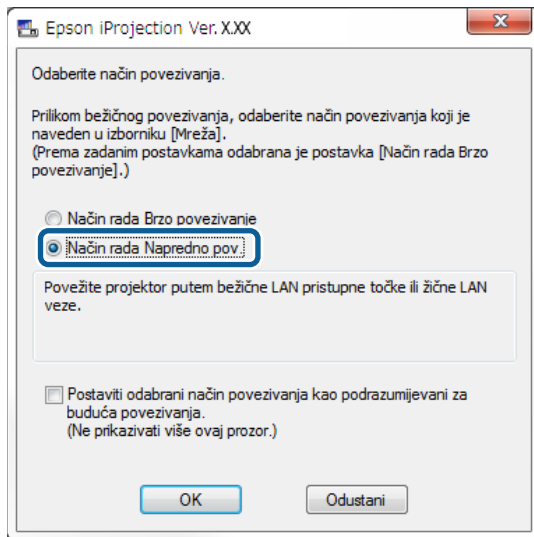 Epson iProjection Ver. X.XX
Odaberite način povezivanja.
Prilikom bežičnog povezivanja, odaberite način povezivanja koji je
naveden u izborniku [Mreža].
(Prema zadanim postavkama odabrana je postavka [Način rada Brzo
povezivanje].)
Način rada Brzo povezivanje
Način rada Napredno pov.
Povežite projektor putem bežične LAN pristupne točke ili žične LAN
veze.
Postaviti odabrani način povezivanja kao podrazumijevani za
buduća povezivanja.
(Ne prikazivati više ovaj prozor.)
OK Odustani